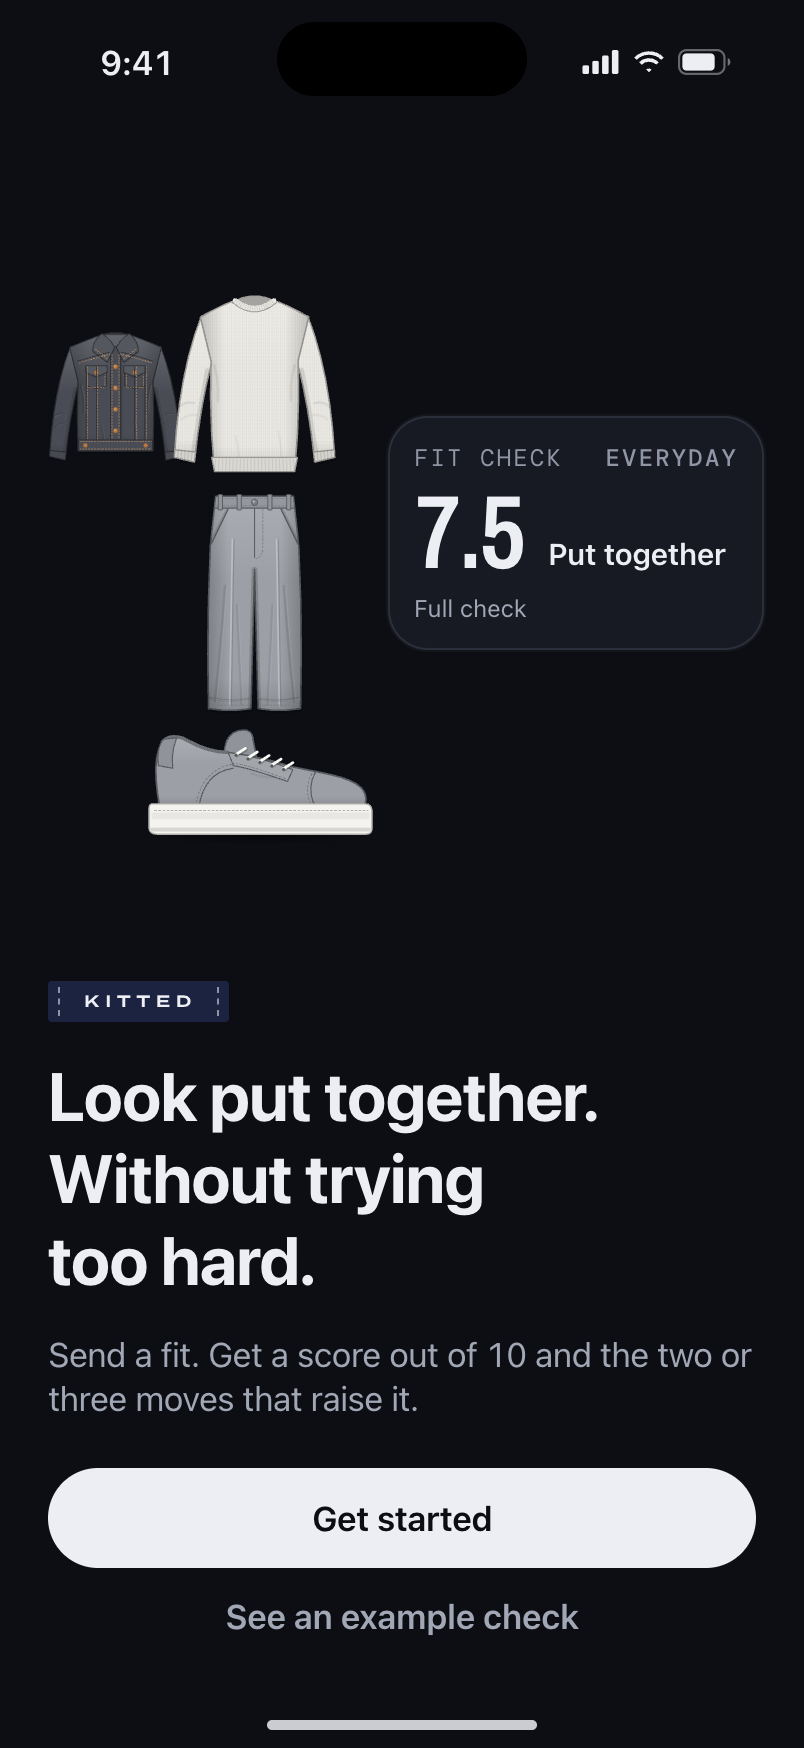 9:41
FIT CHECK EVERYDAY
7.5 Put together
Full check
KITTED
Look put together.
Without trying
too hard.
Send a fit. Get a score out of 10 and the two or
three moves that raise it.
Get started
See an example check